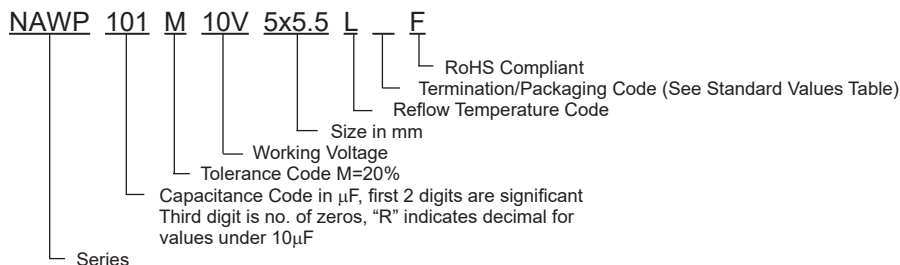 NAWP 101 M 10V 5x5.5 L _ F
RoHS Compliant
Termination/Packaging Code (See Standard Values Table)
Reflow Temperature Code
Size in mm
Working Voltage
Tolerance Code M=20%
Capacitance Code in μF, first 2 digits are significant
Third digit is no. of zeros, “R” indicates decimal for
values under 10μF
Series